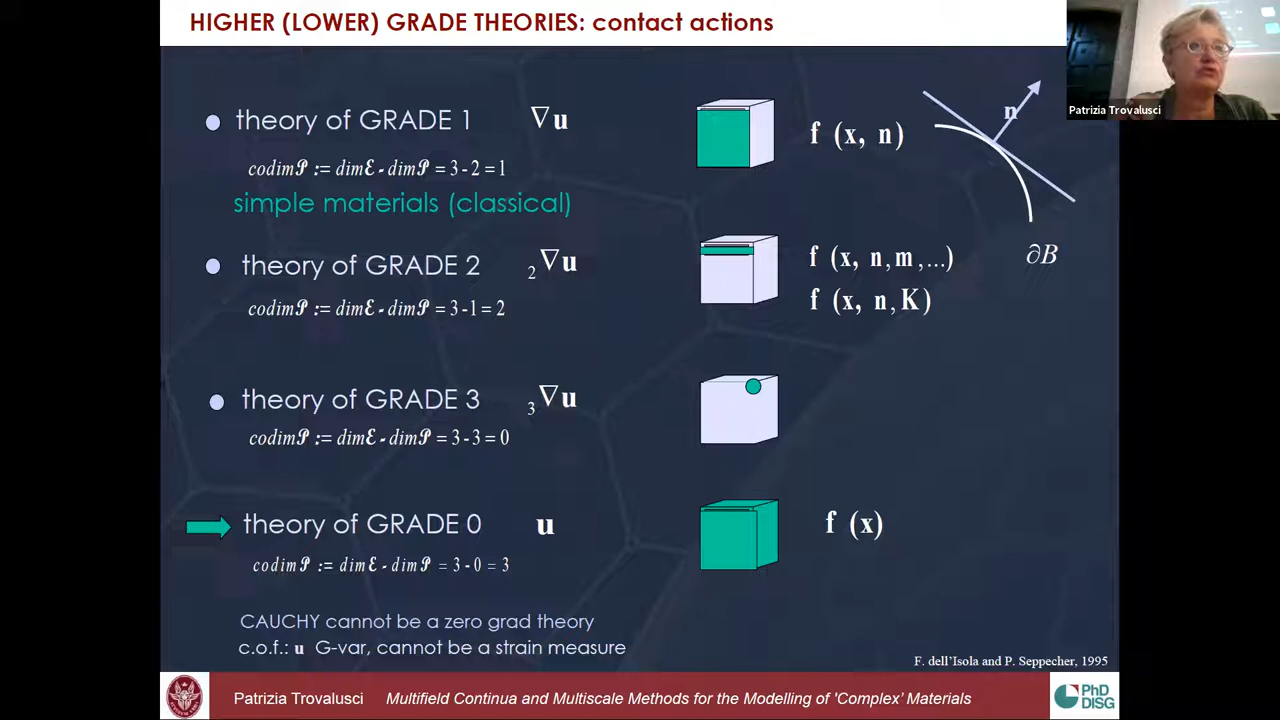 HIGHER (LOWER) GRADE THEORIES: contact actions
Patrizia Trovalusci
theory of GRADE 1 ∇u
f (x, n)
n
codim𝒫 := dimℰ - dim𝒫 = 3 - 2 = 1
simple materials (classical)
∂B
theory of GRADE 2 ₂∇u
f (x, n,m,...)
codim𝒫 := dimℰ - dim𝒫 = 3 - 1 = 2
f (x, n,K)
theory of GRADE 3 ₃∇u
codim𝒫 := dimℰ - dim𝒫 = 3 - 3 = 0
theory of GRADE 0 u
f (x)
codim𝒫 := dimℰ - dim𝒫 = 3 - 0 = 3
CAUCHY cannot be a zero grad theory
c.o.f.: u G-var, cannot be a strain measure
F. dell'Isola and P. Seppecher, 1995
Patrizia Trovalusci Multifield Continua and Multiscale Methods for the Modelling of 'Complex' Materials
PhD
DISG